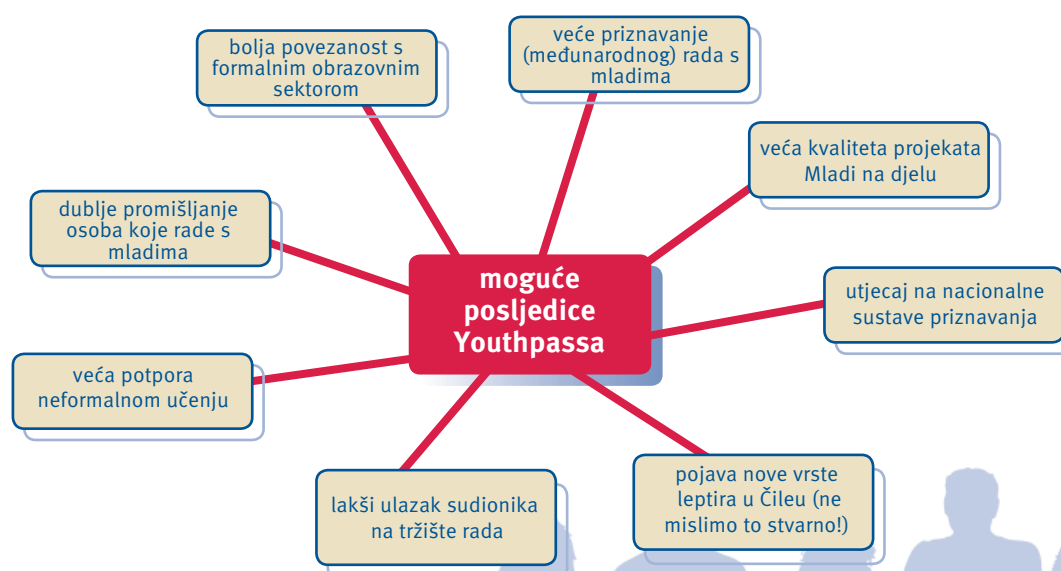 bolja povezanost s
formalnim obrazovnim
sektorom
veće priznavanje
(međunarodnog) rada s
mladima
veća kvaliteta projekata
Mladi na djelu
dublje promišljanje
osoba koje rade s
mladima
moguće
posljedice
Youthpassa
utjecaj na nacionalne
sustave priznavanja
veća potpora
neformalnom učenju
lakši ulazak sudionika
na tržište rada
pojava nove vrste
leptira u Čileu (ne
mislimo to stvarno!)